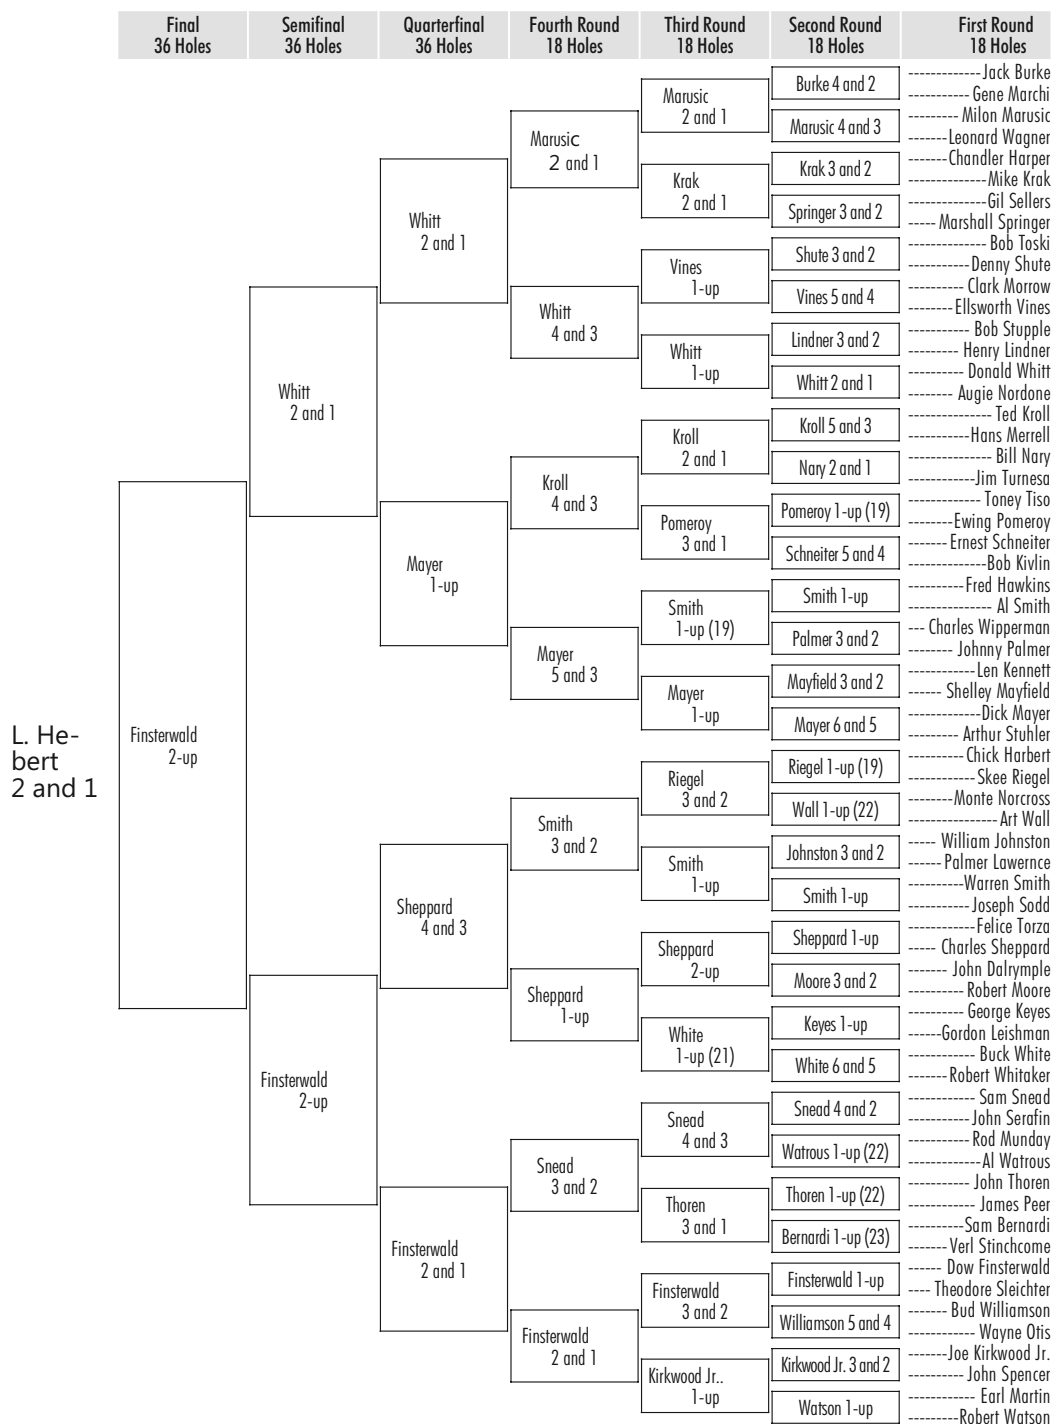 Final
36 Holes
Semifinal
36 Holes
Quarterfinal
36 Holes
Fourth Round
18 Holes
Third Round
18 Holes
Second Round
18 Holes
First Round
18 Holes
L. He-
bert
2 and 1
Finsterwald
2-up
Whitt
2 and 1
Finsterwald
2-up
Whitt
2 and 1
Mayer
1-up
Sheppard
4 and 3
Finsterwald
2 and 1
Marusic
2 and 1
Whitt
4 and 3
Kroll
4 and 3
Mayer
5 and 3
Smith
3 and 2
Sheppard
1-up
Snead
3 and 2
Finsterwald
2 and 1
Marusic
2 and 1
Krak
2 and 1
Vines
1-up
Whitt
1-up
Kroll
2 and 1
Pomeroy
3 and 1
Smith
1-up (19)
Mayer
1-up
Riegel
3 and 2
Smith
1-up
Sheppard
2-up
White
1-up (21)
Snead
4 and 3
Thoren
3 and 1
Finsterwald
3 and 2
Kirkwood Jr..
1-up
Burke 4 and 2
Marusic 4 and 3
Krak 3 and 2
Springer 3 and 2
Shute 3 and 2
Vines 5 and 4
Lindner 3 and 2
Whitt 2 and 1
Kroll 5 and 3
Nary 2 and 1
Pomeroy 1-up (19)
Schneiter 5 and 4
Smith 1-up
Palmer 3 and 2
Mayfield 3 and 2
Mayer 6 and 5
Riegel 1-up (19)
Wall 1-up (22)
Johnston 3 and 2
Smith 1-up
Sheppard 1-up
Moore 3 and 2
Keyes 1-up
White 6 and 5
Snead 4 and 2
Watrous 1-up (22)
Thoren 1-up (22)
Bernardi 1-up (23)
Finsterwald 1-up
Williamson 5 and 4
Kirkwood Jr. 3 and 2
Watson 1-up
-------------Jack Burke
----------- Gene Marchi
--------- Milon Marusic
-------Leonard Wagner
-------Chandler Harper
--------------Mike Krak
--------------Gil Sellers
----- Marshall Springer
-------------- Bob Toski
-----------Denny Shute
---------- Clark Morrow
--------Ellsworth Vines
----------- Bob Stupple
--------- Henry Lindner
---------- Donald Whitt
-------- Augie Nordone
--------------- Ted Kroll
-----------Hans Merrell
--------------- Bill Nary
------------Jim Turnesa
------------- Toney Tiso
--------Ewing Pomeroy
-------Ernest Schneiter
--------------Bob Kivlin
----------Fred Hawkins
--------------- Al Smith
--- Charles Wipperman
-------- Johnny Palmer
------------Len Kennett
------ Shelley Mayfield
-------------Dick Mayer
--------- Arthur Stuhler
----------Chick Harbert
------------Skee Riegel
--------Monte Norcross
----------------Art Wall
----- William Johnston
------Palmer Lawernce
----------Warren Smith
-----------Joseph Sodd
------------Felice Torza
----- Charles Sheppard
------- John Dalrymple
---------- Robert Moore
---------- George Keyes
------Gordon Leishman
------------ Buck White
-------Robert Whitaker
------------ Sam Snead
-----------John Serafin
-----------Rod Munday
-------------Al Watrous
----------- John Thoren
------------ James Peer
----------Sam Bernardi
-------Verl Stinchcome
------ Dow Finsterwald
---- Theodore Sleichter
------- Bud Williamson
------------ Wayne Otis
-------Joe Kirkwood Jr.
---------- John Spencer
------------ Earl Martin
---------Robert Watson